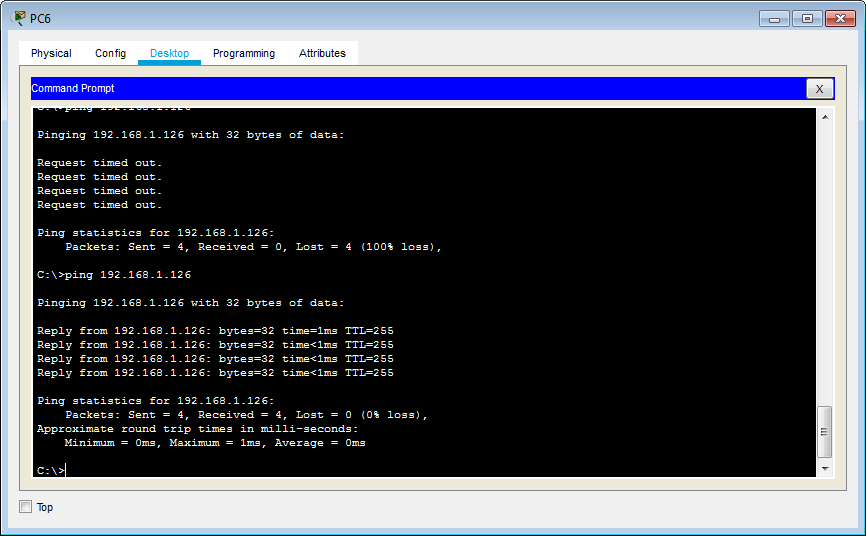 PC6
Physical Config Desktop Programming Attributes
Command Prompt
X
C:\>ping 192.168.1.126
Pinging 192.168.1.126 with 32 bytes of data:
Request timed out.
Request timed out.
Request timed out.
Request timed out.
Ping statistics for 192.168.1.126:
Packets: Sent = 4, Received = 0, Lost = 4 (100% loss),
C:\>ping 192.168.1.126
Pinging 192.168.1.126 with 32 bytes of data:
Reply from 192.168.1.126: bytes=32 time=1ms TTL=255
Reply from 192.168.1.126: bytes=32 time<1ms TTL=255
Reply from 192.168.1.126: bytes=32 time<1ms TTL=255
Reply from 192.168.1.126: bytes=32 time<1ms TTL=255
Ping statistics for 192.168.1.126:
Packets: Sent = 4, Received = 4, Lost = 0 (0% loss),
Approximate round trip times in milli-seconds:
Minimum = 0ms, Maximum = 1ms, Average = 0ms
C:\>
Top